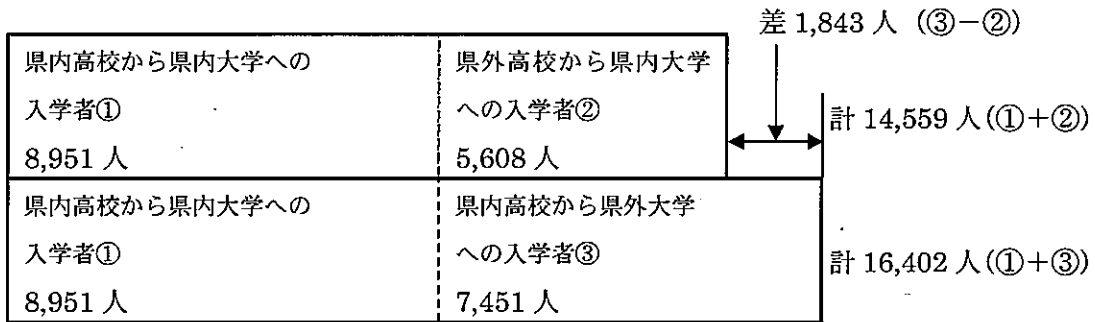 差 1,843 人 (③－②)
県内高校から県内大学への
入学者①
8,951 人
県外高校から県内大学
への入学者②
5,608 人
計 14,559 人(①＋②)
県内高校から県内大学への
入学者①
8,951 人
県内高校から県外大学
への入学者③
7,451 人
計 16,402 人(①＋③)